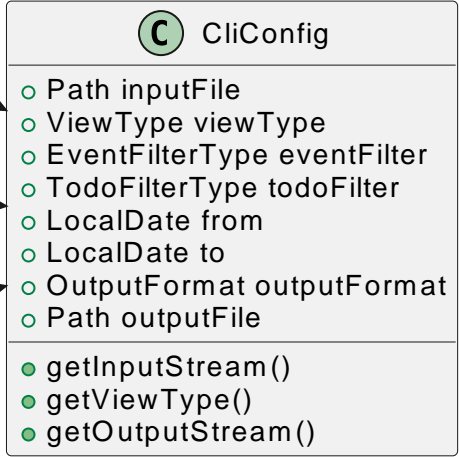 C CliConfig
Path inputFile
ViewType viewType
EventFilterType eventFilter
TodoFilterType todoFilter
LocalDate from
LocalDate to
OutputFormat outputFormat
Path outputFile
getInputStream()
getViewType()
getOutputStream()